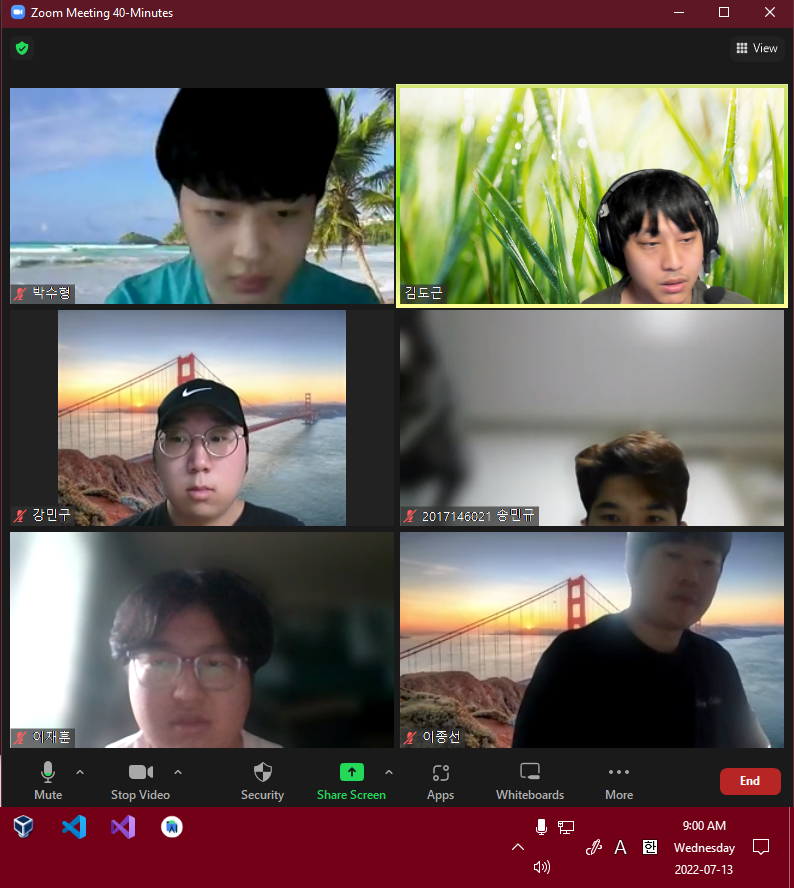 Zoom Meeting 40-Minutes
View
박수형
김도근
강민구
2017146021 송민규
이재훈
이종선
Mute
Stop Video
Security
Share Screen
Apps
Whiteboards
More
End
9:00 AM
A
한
Wednesday
2022-07-13